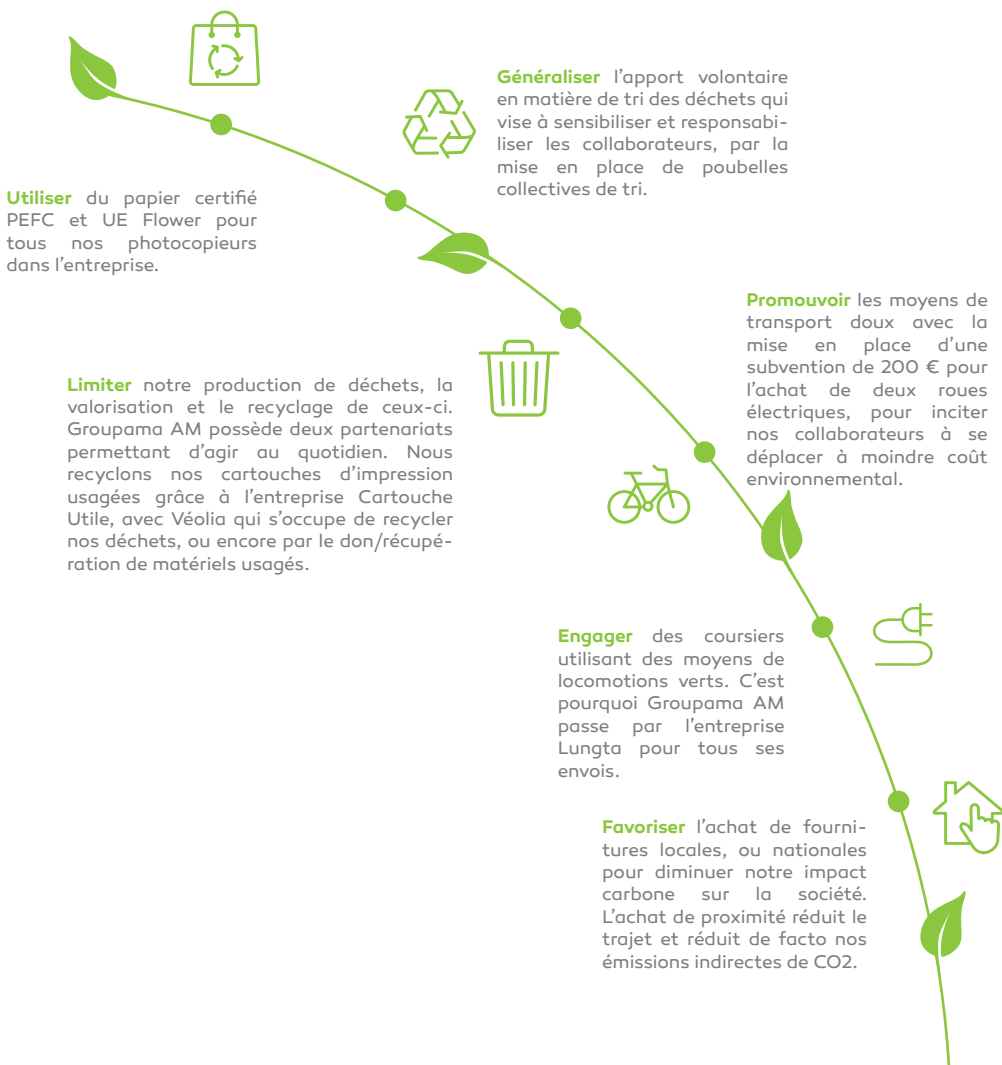 Utiliser du papier certifié
PEFC et UE Flower pour
tous nos photocopieurs
dans l'entreprise.
Généraliser l'apport volontaire
en matière de tri des déchets qui
vise à sensibiliser et responsabi-
liser les collaborateurs, par la
mise en place de poubelles
collectives de tri.
Limiter notre production de déchets, la
valorisation et le recyclage de ceux-ci.
Groupama AM possède deux partenariats
permettant d'agir au quotidien. Nous
recyclons nos cartouches d'impression
usagées grâce à l'entreprise Cartouche
Utile, avec Véolia qui s'occupe de recycler
nos déchets, ou encore par le don/récupé-
ration de matériels usagés.
Promouvoir les moyens de
transport doux avec la
mise en place d'une
subvention de 200 € pour
l'achat de deux roues
électriques, pour inciter
nos collaborateurs à se
déplacer à moindre coût
environnemental.
Engager des coursiers
utilisant des moyens de
locomotions verts. C'est
pourquoi Groupama AM
passe par l'entreprise
Lungta pour tous ses
envois.
Favoriser l'achat de fourni-
tures locales, ou nationales
pour diminuer notre impact
carbone sur la société.
L'achat de proximité réduit le
trajet et réduit de facto nos
émissions indirectes de CO2.